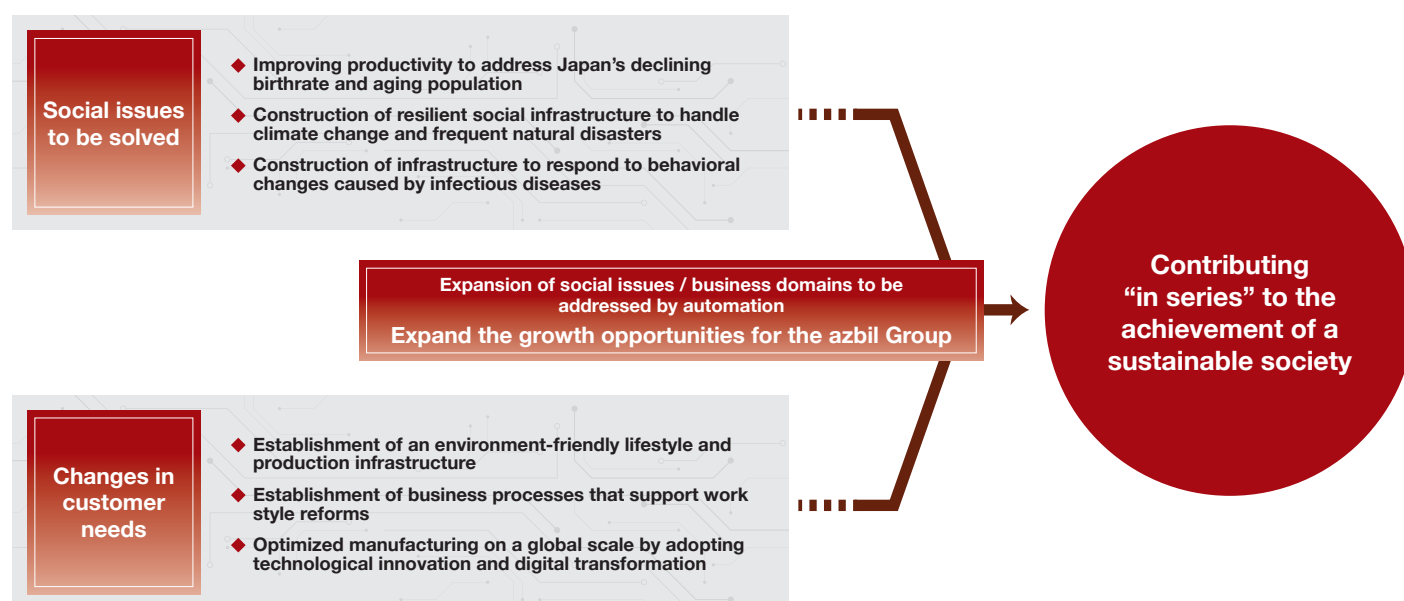 Social issues
to be solved
Improving productivity to address Japan’s declining
birthrate and aging population
Construction of resilient social infrastructure to handle
climate change and frequent natural disasters
Construction of infrastructure to respond to behavioral
changes caused by infectious diseases
Expansion of social issues / business domains to be
addressed by automation
Expand the growth opportunities for the azbil Group
Changes in
customer
needs
Establishment of an environment-friendly lifestyle and
production infrastructure
Establishment of business processes that support work
style reforms
Optimized manufacturing on a global scale by adopting
technological innovation and digital transformation
Contributing
“in series” to the
achievement of a
sustainable society